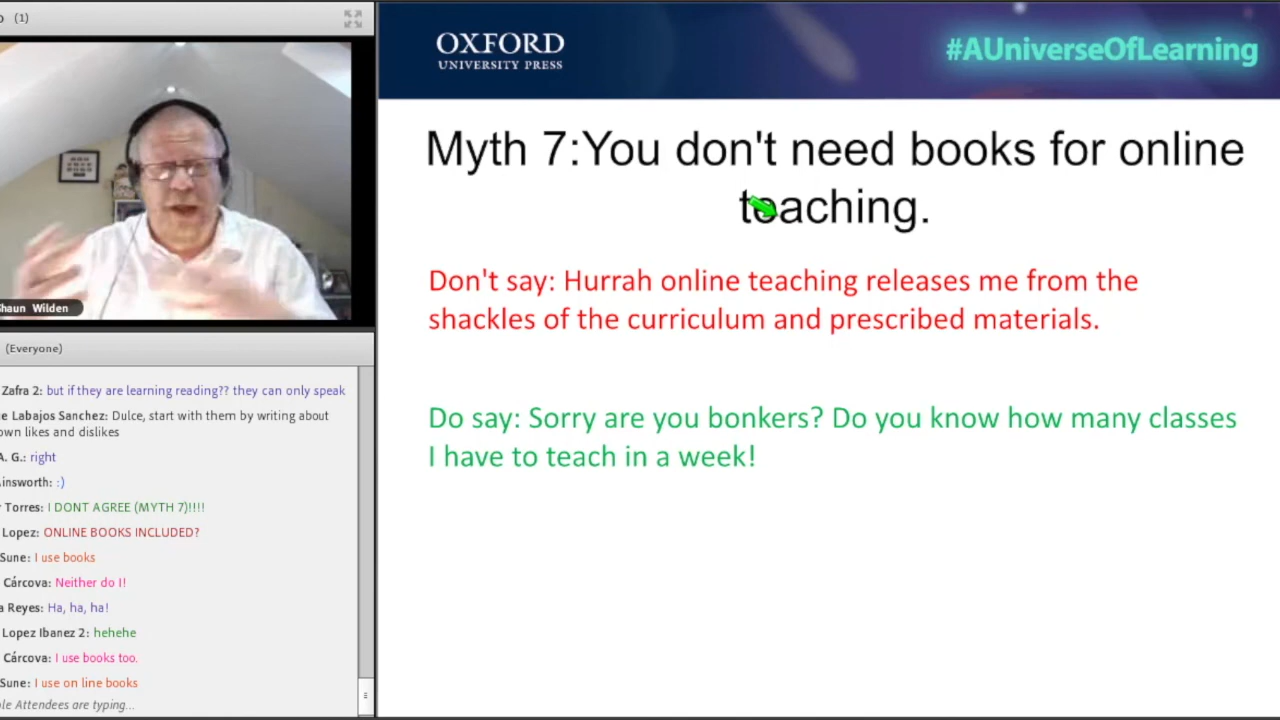 (1)
Shaun Wilden
(Everyone)
Zafra 2: but if they are learning reading?? they can only speak
Labajos Sanchez: Dulce, start with them by writing about
own likes and dislikes
A. G.: right
Ainsworth: :)
Torres: I DONT AGREE (MYTH 7)!!!!
Lopez: ONLINE BOOKS INCLUDED?
Sune: I use books
Cárcova: Neither do I!
Reyes: Ha, ha, ha!
Lopez Ibanez 2: hehehe
Cárcova: I use books too.
Sune: I use on line books
Attendees are typing...
OXFORD
UNIVERSITY PRESS
#AUniverseOfLearning
Myth 7:You don't need books for online
teaching.
Don't say: Hurrah online teaching releases me from the
shackles of the curriculum and prescribed materials.
Do say: Sorry are you bonkers? Do you know how many classes
I have to teach in a week!